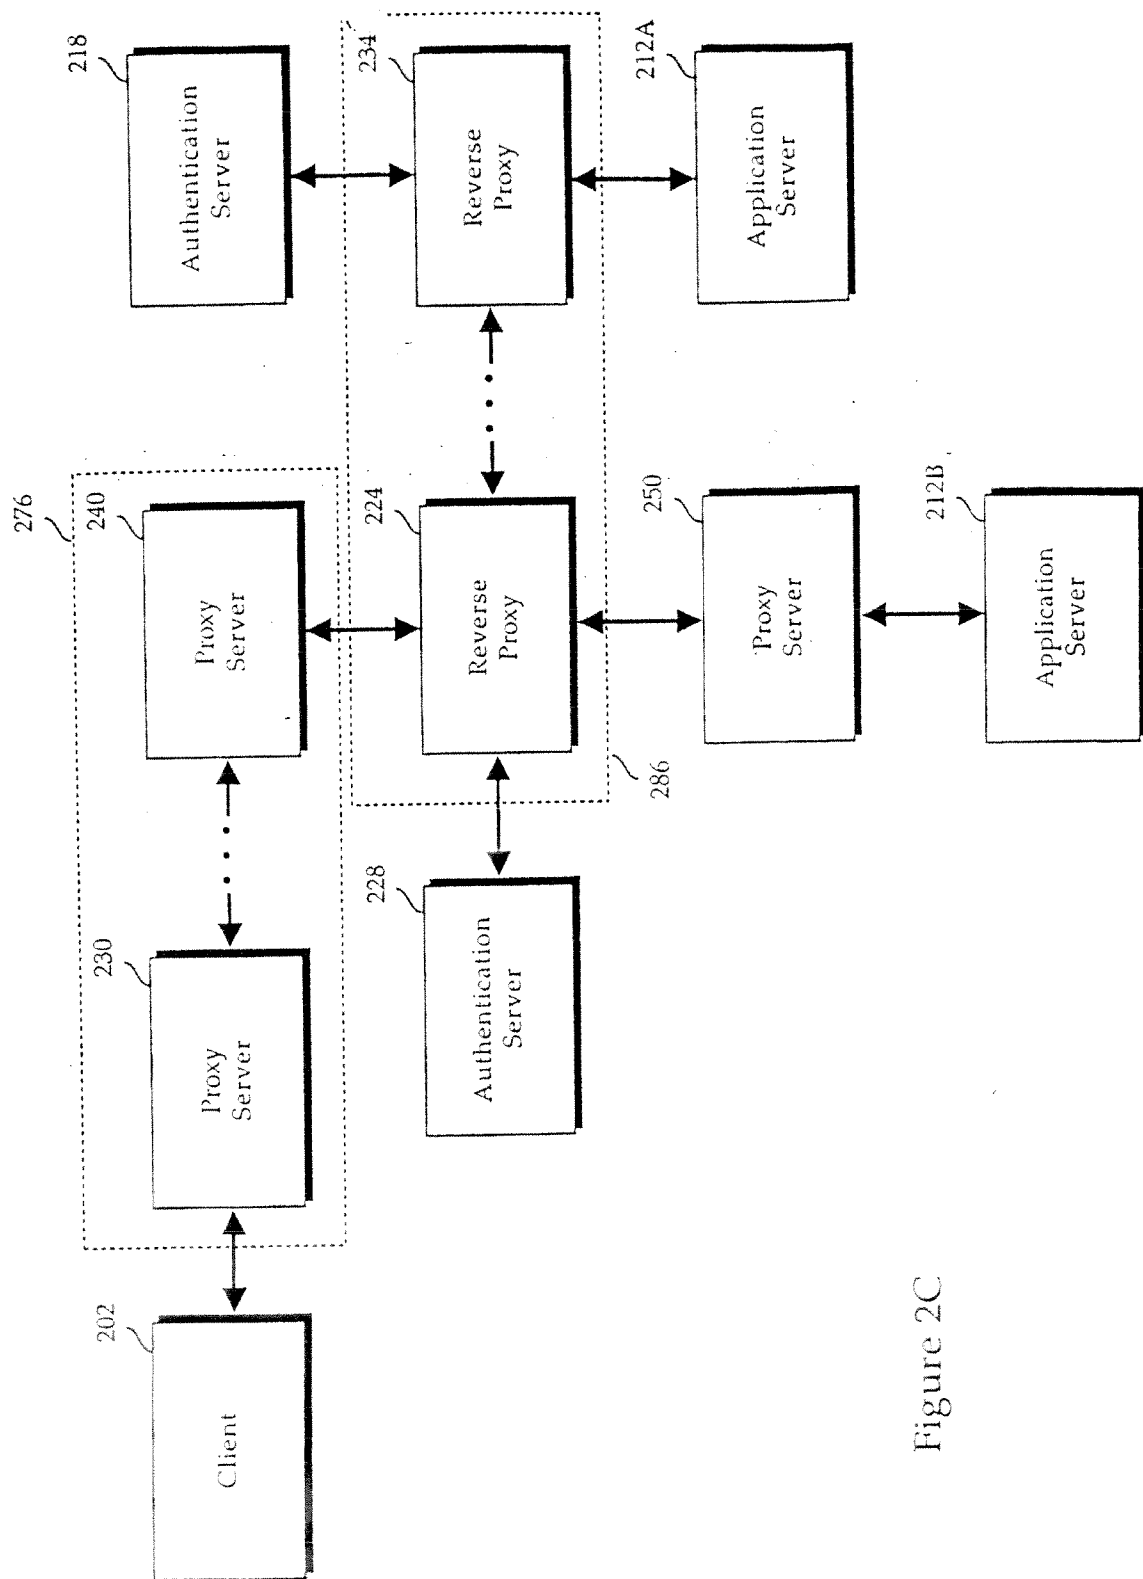 276
202
Client
230
Proxy
Server
240
Proxy
Server
218
Authentication
Server
228
Authentication
Server
224
Reverse
Proxy
234
Reverse
Proxy
286
250
Proxy
Server
212A
Application
Server
212B
Application
Server
Figure 2C